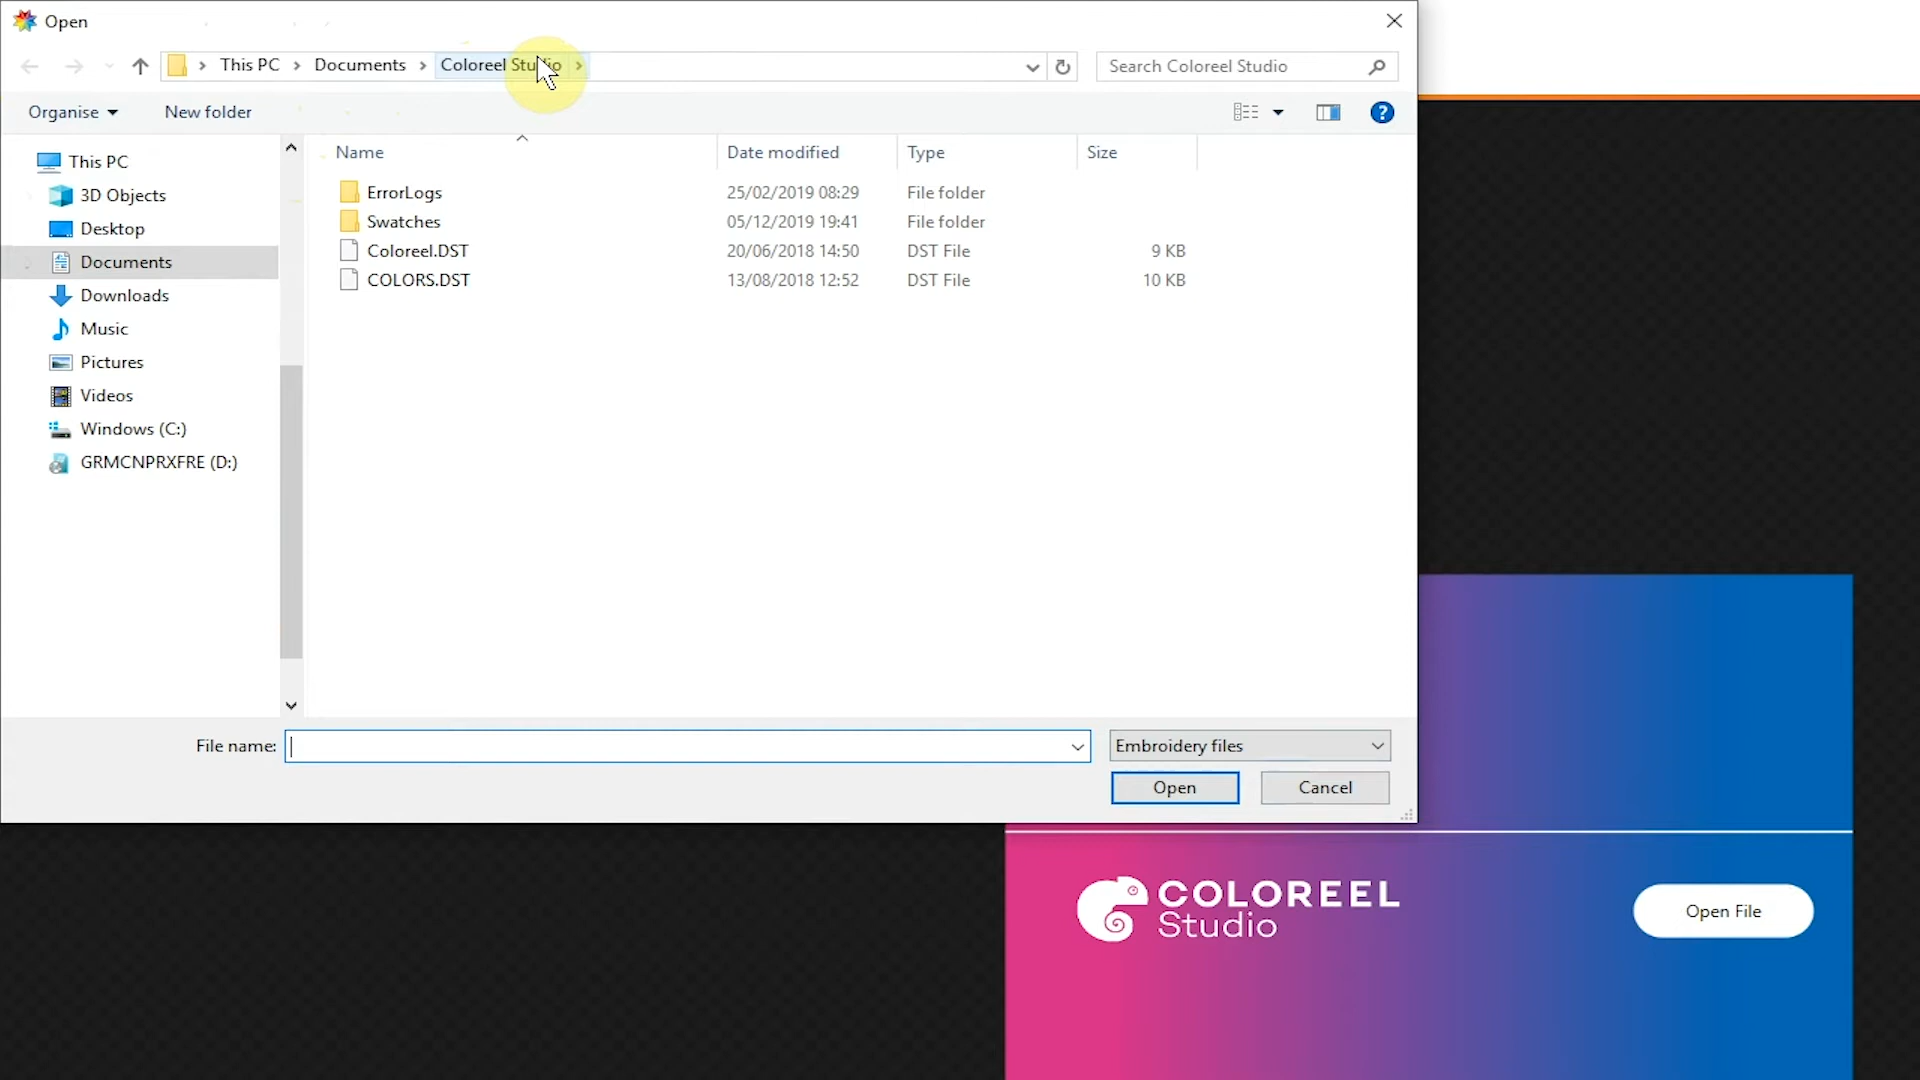 Open
This PC
Documents
Coloreel Studio
Search Coloreel Studio
Organise
New folder
?
Name
Date modified
Type
Size
ErrorLogs
25/02/2019 08:29
File folder
Swatches
05/12/2019 19:41
File folder
Coloreel.DST
20/06/2018 14:50
DST File
9 KB
COLORS.DST
13/08/2018 12:52
DST File
10 KB
This PC
3D Objects
Desktop
Documents
Downloads
Music
Pictures
Videos
Windows (C:)
GRMCNPRXFRE (D:)
File name:
Embroidery files
Open
Cancel
COLOREEL
Studio
Open File